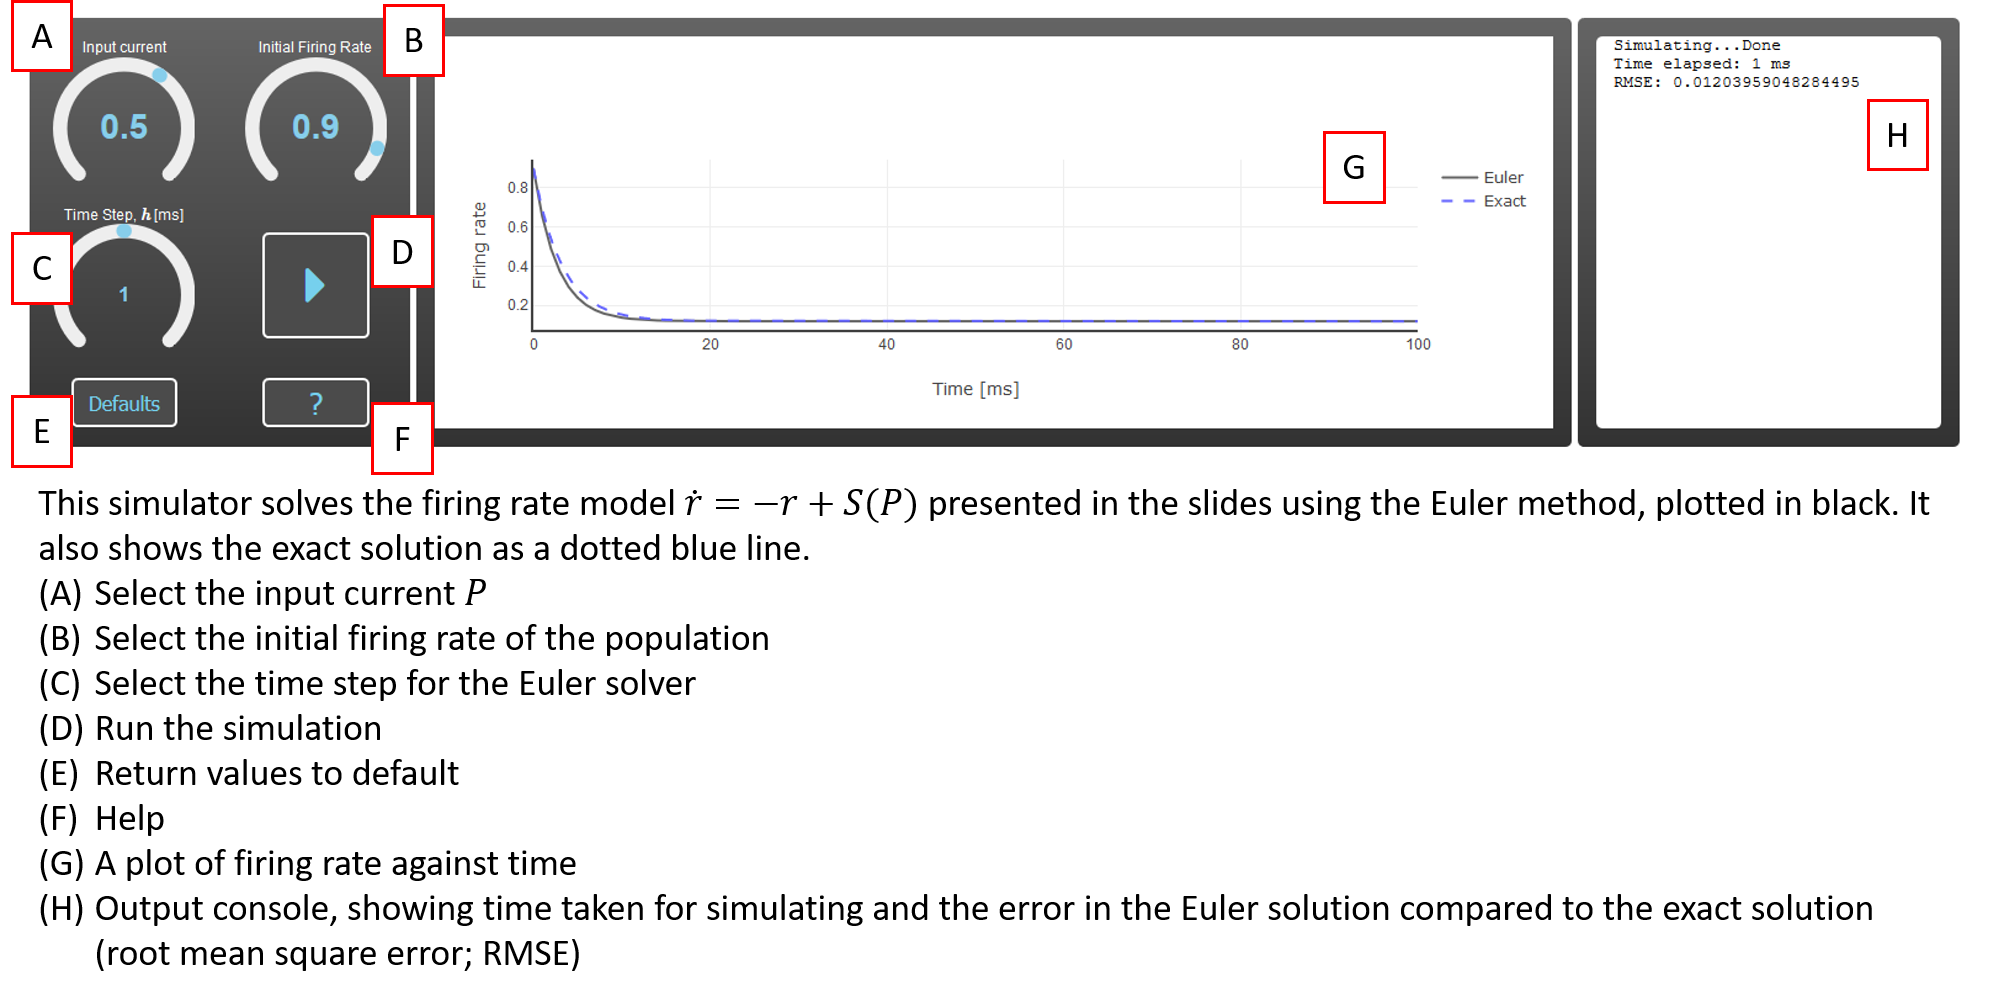 A
Input current
0.5
B
Initial Firing Rate
0.9
C
Time Step, h [ms]
1
D
E
Defaults
F
?
G
Firing rate
0.8
0.6
0.4
0.2
0 20 40 60 80 100
Time [ms]
Euler
Exact
Simulating...Done
Time elapsed: 1 ms
RMSE: 0.01203959048284495
H
This simulator solves the firing rate model ṙ = −r + S(P) presented in the slides using the Euler method, plotted in black. It
also shows the exact solution as a dotted blue line.
(A) Select the input current P
(B) Select the initial firing rate of the population
(C) Select the time step for the Euler solver
(D) Run the simulation
(E) Return values to default
(F) Help
(G) A plot of firing rate against time
(H) Output console, showing time taken for simulating and the error in the Euler solution compared to the exact solution
(root mean square error; RMSE)